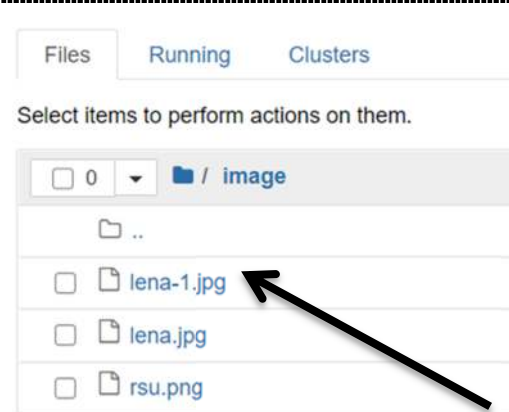 Files Running Clusters
Select items to perform actions on them.
0 / image
..
lena-1.jpg
lena.jpg
rsu.png